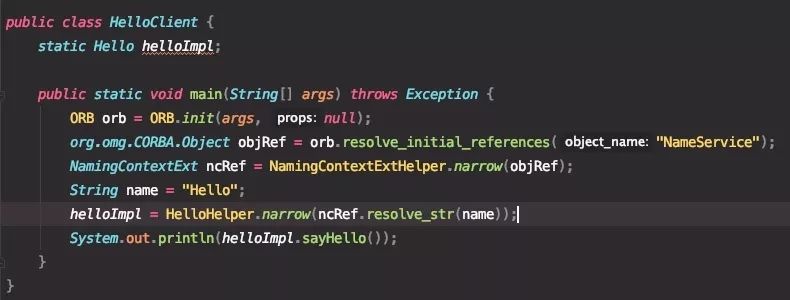 public class HelloClient {
static Hello helloImpl;
public static void main(String[] args) throws Exception {
ORB orb = ORB.init(args, props: null);
org.omg.CORBA.Object objRef = orb.resolve_initial_references( object_name: "NameService");
NamingContextExt ncRef = NamingContextExtHelper.narrow(objRef);
String name = "Hello";
helloImpl = HelloHelper.narrow(ncRef.resolve_str(name));
System.out.println(helloImpl.sayHello());
}
}